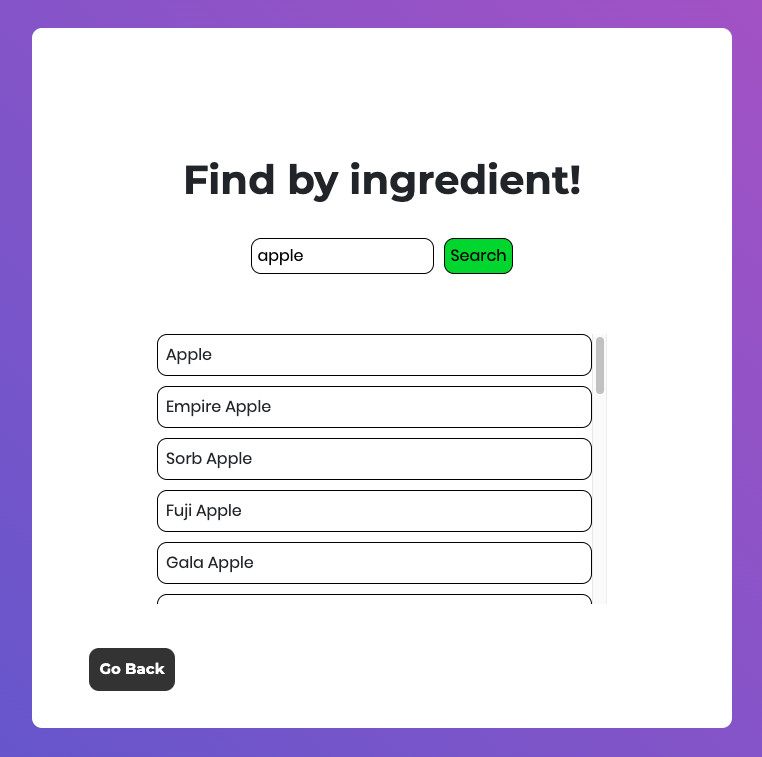 Find by ingredient!
apple Search
Apple
Empire Apple
Sorb Apple
Fuji Apple
Gala Apple
Go Back